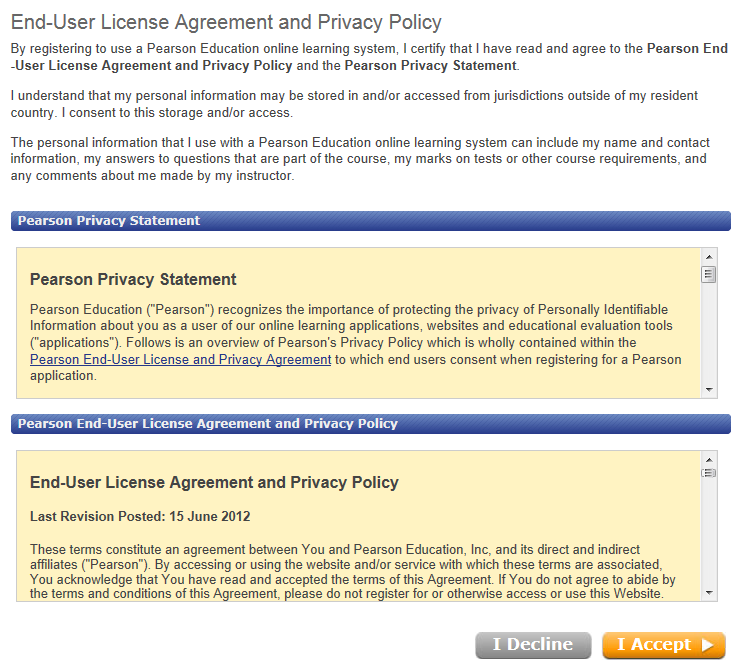 End-User License Agreement and Privacy Policy
By registering to use a Pearson Education online learning system, I certify that I have read and agree to the Pearson End
-User License Agreement and Privacy Policy and the Pearson Privacy Statement.
I understand that my personal information may be stored in and/or accessed from jurisdictions outside of my resident
country. I consent to this storage and/or access.
The personal information that I use with a Pearson Education online learning system can include my name and contact
information, my answers to questions that are part of the course, my marks on tests or other course requirements, and
any comments about me made by my instructor.
Pearson Privacy Statement
Pearson Privacy Statement
Pearson Education ("Pearson") recognizes the importance of protecting the privacy of Personally Identifiable
Information about you as a user of our online learning applications, websites and educational evaluation tools
("applications"). Follows is an overview of Pearson's Privacy Policy which is wholly contained within the
Pearson End-User License and Privacy Agreement to which end users consent when registering for a Pearson
application.
Pearson End-User License Agreement and Privacy Policy
End-User License Agreement and Privacy Policy
Last Revision Posted: 15 June 2012
These terms constitute an agreement between You and Pearson Education, Inc, and its direct and indirect
affiliates ("Pearson"). By accessing or using the website and/or service with which these terms are associated,
You acknowledge that You have read and accepted the terms of this Agreement. If You do not agree to abide by
the terms and conditions of this Agreement, please do not register for or otherwise access or use this Website.
I Decline
I Accept